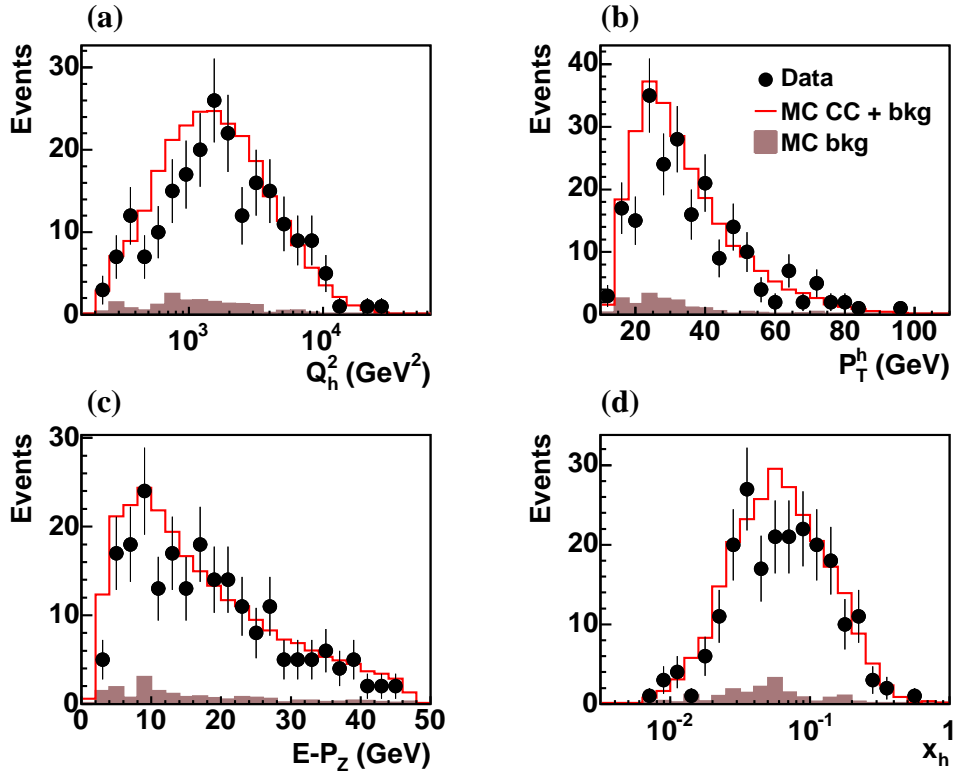 (a)
Events
30
20
10
0
10³ 10⁴
Q²_h (GeV²)
(b)
Events
40
30
20
10
0
Data
MC CC + bkg
MC bkg
20 40 60 80 100
P_T^h (GeV)
(c)
Events
30
20
10
0
0 10 20 30 40 50
E-P_Z (GeV)
(d)
Events
30
20
10
0
10⁻² 10⁻¹ 1
x_h